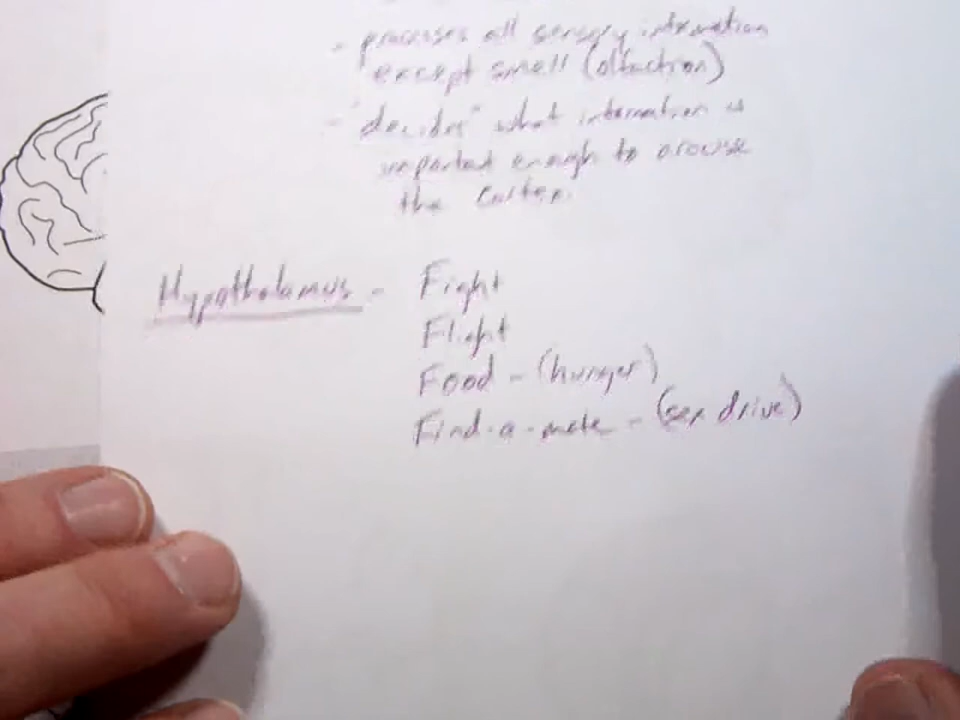 - processes all sensory information
except smell (olfaction)
- "decides" what information is
important enough to arouse
the cortex.
Hypothalamus - Fight
Flight
Food - (hunger)
Find-a-mate - (sex drive)